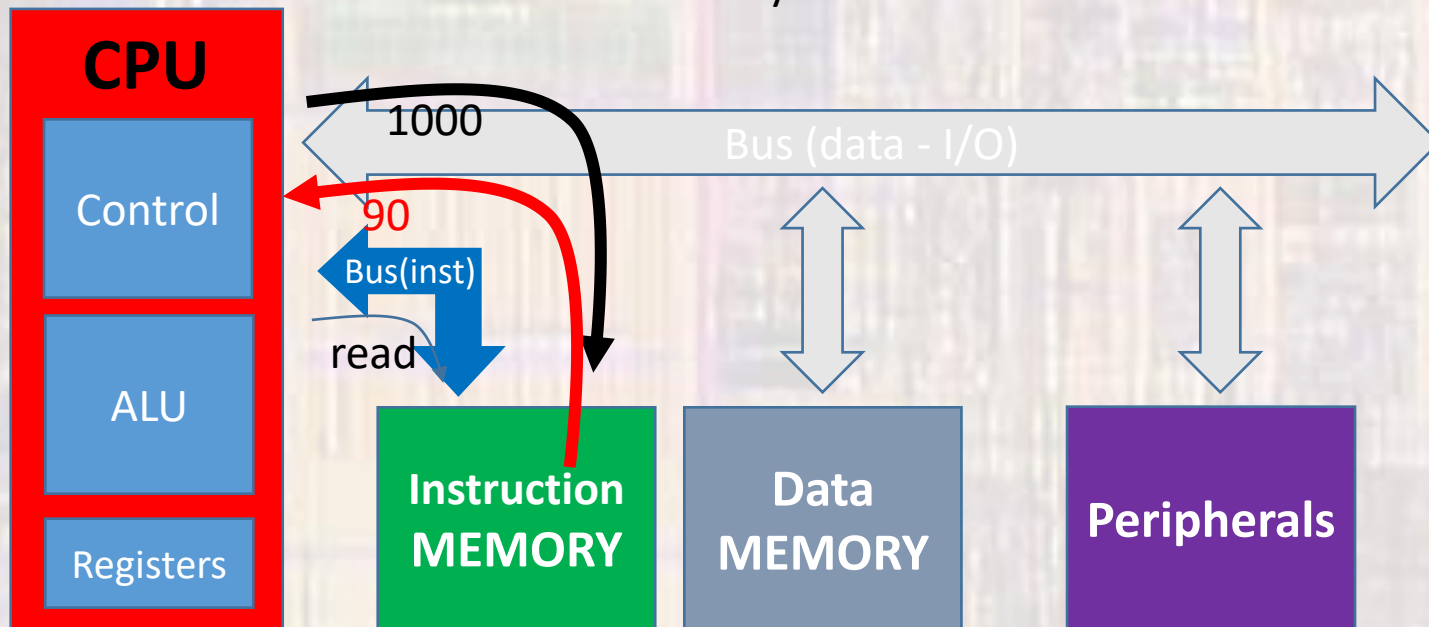 CPU
1000
Bus (data - I/O)
Control
90
Bus(inst)
read
ALU
Registers
Instruction
MEMORY
Data
MEMORY
Peripherals